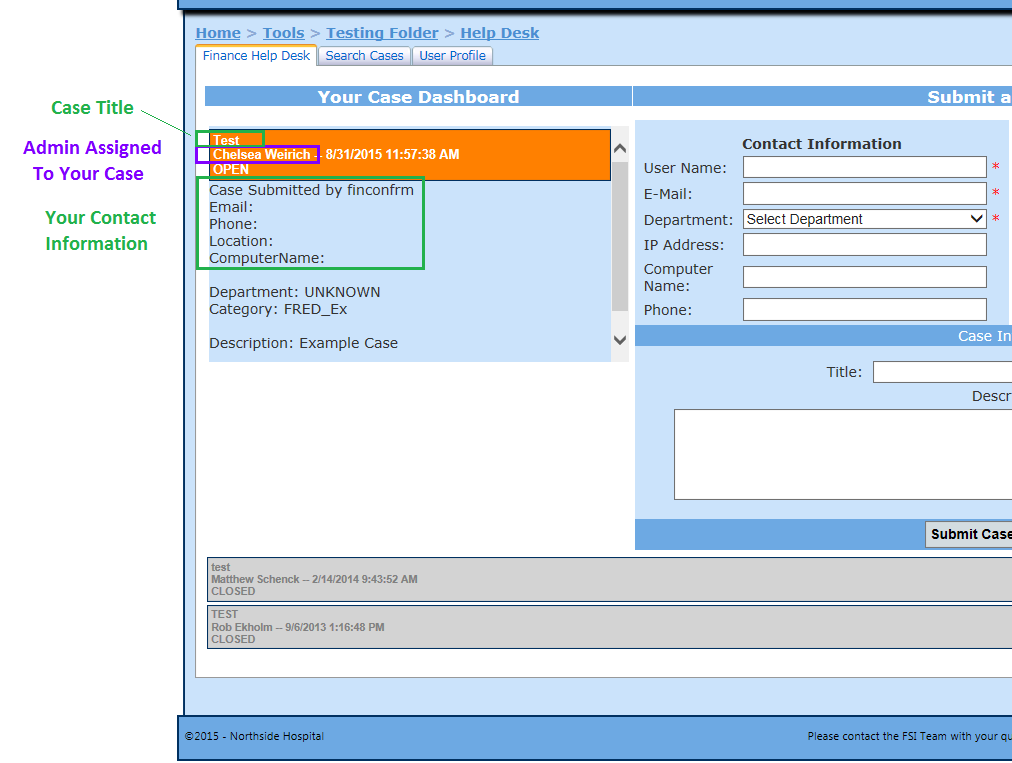 Home > Tools > Testing Folder > Help Desk
Finance Help Desk Search Cases User Profile
Your Case Dashboard
Case Title
Admin Assigned
To Your Case
Your Contact
Information
Test
Chelsea Weirich -- 8/31/2015 11:57:38 AM
OPEN
Case Submitted by finconfrm
Email:
Phone:
Location:
ComputerName:
Department: UNKNOWN
Category: FRED_Ex
Description: Example Case
Submit a
Contact Information
User Name: *
E-Mail: *
Department: Select Department *
IP Address:
Computer
Name:
Phone:
Case In
Title:
Descr
Submit Case
test
Matthew Schenck -- 2/14/2014 9:43:52 AM
CLOSED
TEST
Rob Ekholm -- 9/6/2013 1:16:48 PM
CLOSED
©2015 - Northside Hospital
Please contact the FSI Team with your qu